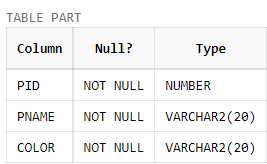 TABLE PART
Column Null? Type
PID NOT NULL NUMBER
PNAME NOT NULL VARCHAR2(20)
COLOR NOT NULL VARCHAR2(20)